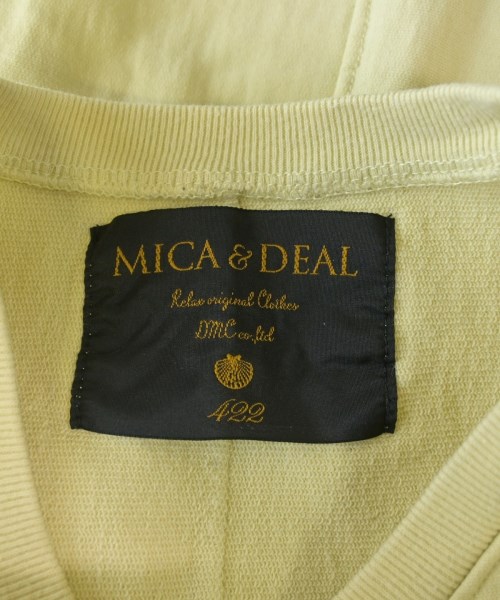 MICA & DEAL
Relax original Clothes
DMC co.,ltd
422